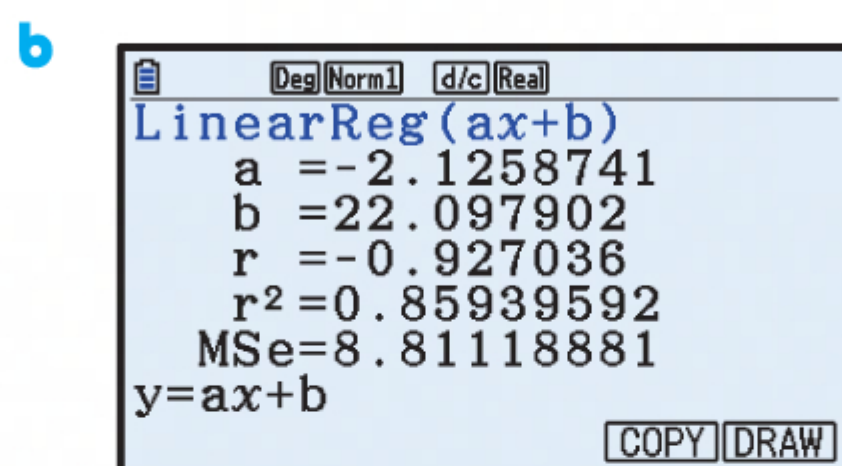 b
Deg Norm1 d/c Real
LinearReg(ax+b)
a =-2.1258741
b =22.097902
r =-0.927036
r²=0.85939592
MSe=8.81118881
y=ax+b
COPY DRAW